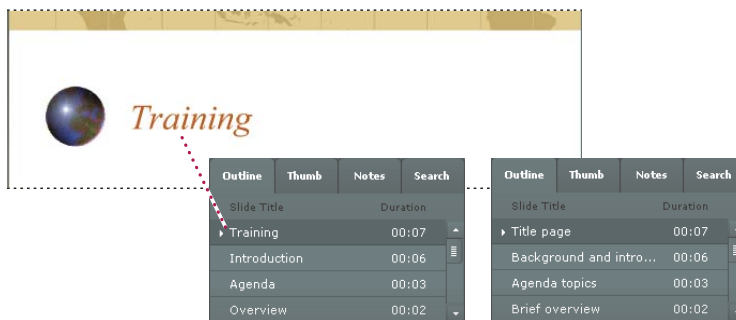 Training
Outline Thumb Notes Search
Slide Title Duration
Training 00:07
Introduction 00:06
Agenda 00:03
Overview 00:02
Outline Thumb Notes Search
Slide Title Duration
Title page 00:07
Background and intro... 00:06
Agenda topics 00:03
Brief overview 00:02